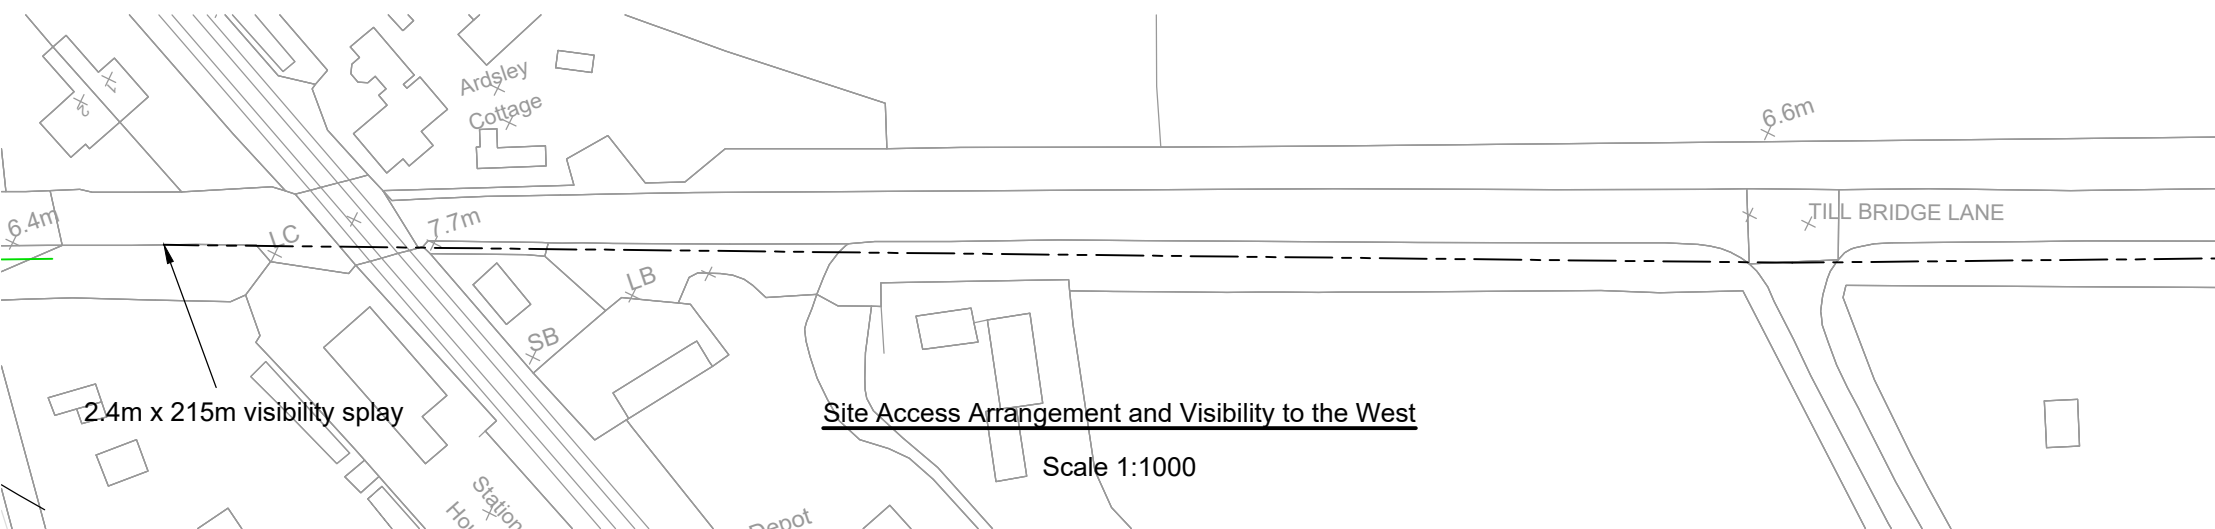 Ardsley
Cottage
6.6m
6.4m
LC
7.7m
TILL BRIDGE LANE
LB
SB
2.4m x 215m visibility splay
Site Access Arrangement and Visibility to the West
Scale 1:1000
Station
Depot